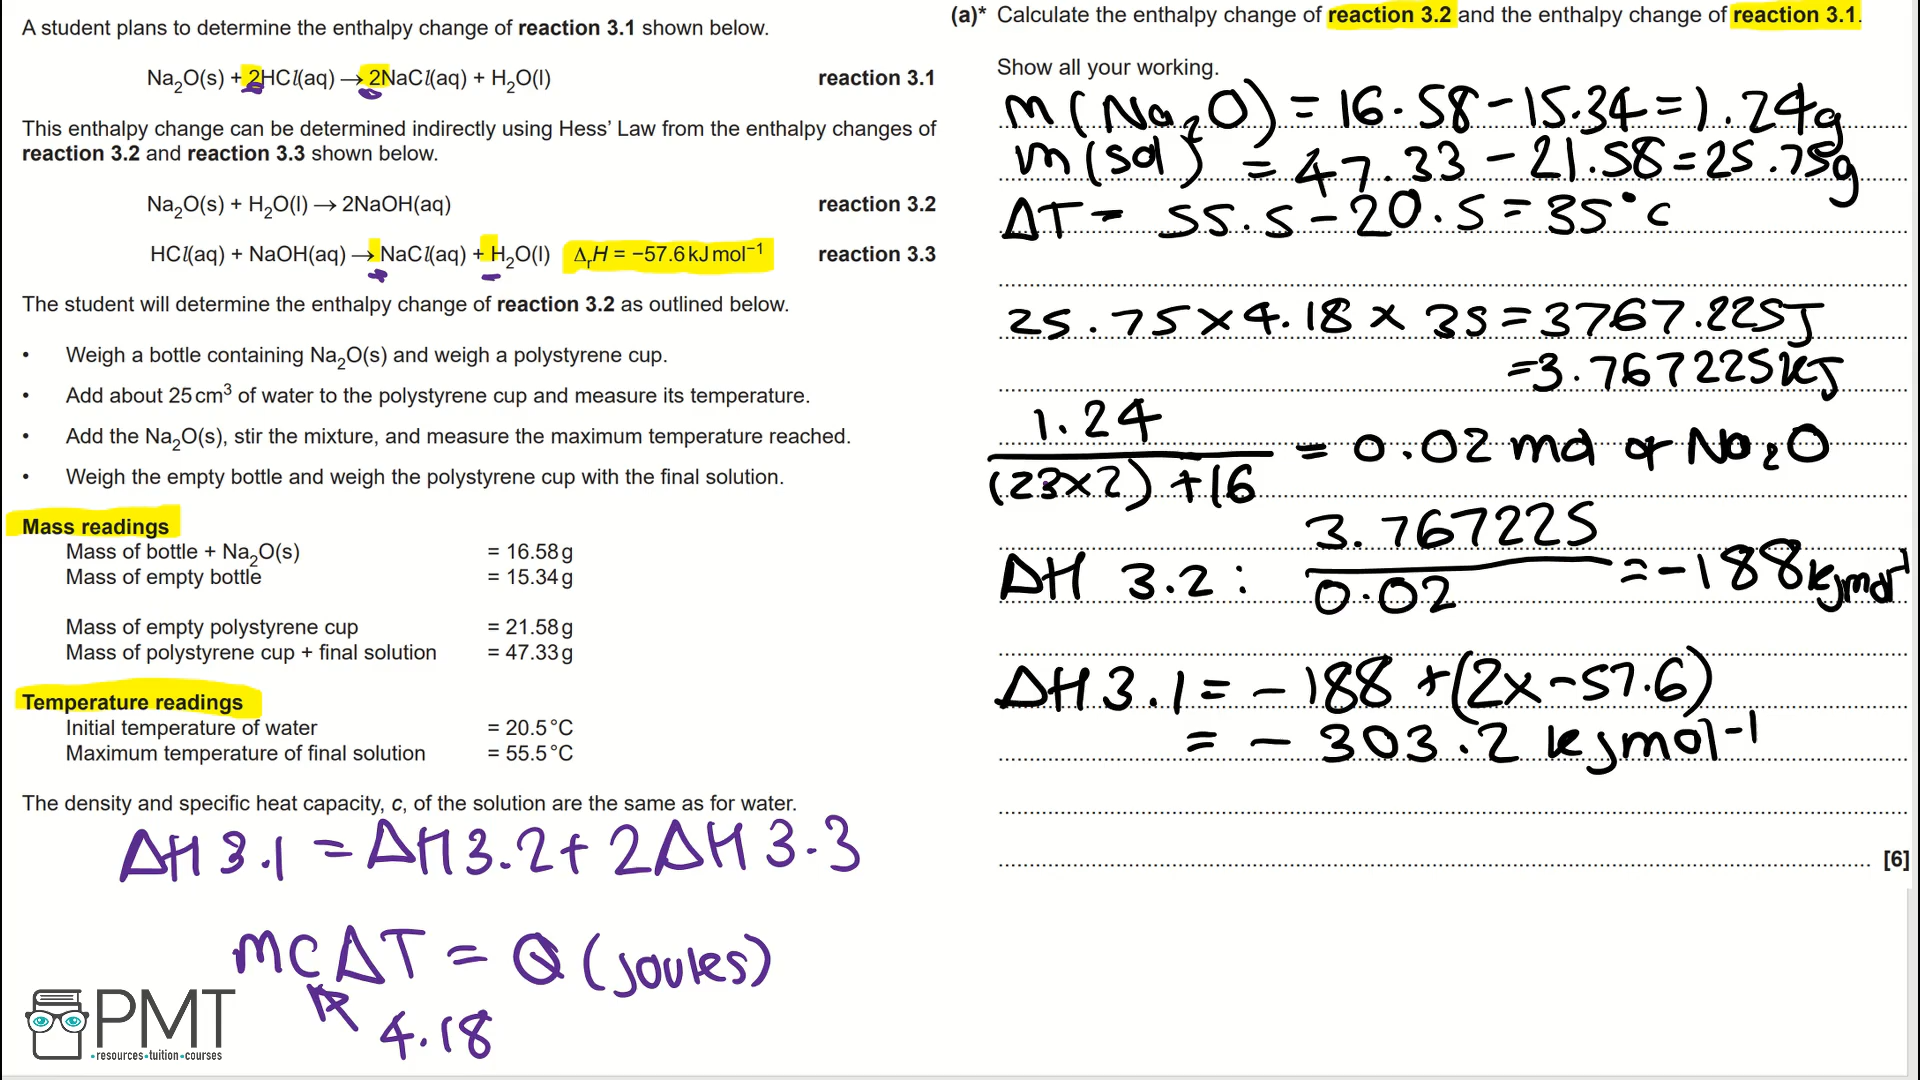 A student plans to determine the enthalpy change of reaction 3.1 shown below.
Na₂O(s) + 2HCl(aq) → 2NaCl(aq) + H₂O(l) reaction 3.1
This enthalpy change can be determined indirectly using Hess' Law from the enthalpy changes of
reaction 3.2 and reaction 3.3 shown below.
Na₂O(s) + H₂O(l) → 2NaOH(aq) reaction 3.2
HCl(aq) + NaOH(aq) → NaCl(aq) + H₂O(l) ΔᵣH = −57.6 kJ mol⁻¹ reaction 3.3
The student will determine the enthalpy change of reaction 3.2 as outlined below.
• Weigh a bottle containing Na₂O(s) and weigh a polystyrene cup.
• Add about 25 cm³ of water to the polystyrene cup and measure its temperature.
• Add the Na₂O(s), stir the mixture, and measure the maximum temperature reached.
• Weigh the empty bottle and weigh the polystyrene cup with the final solution.
Mass readings
Mass of bottle + Na₂O(s) = 16.58 g
Mass of empty bottle = 15.34 g
Mass of empty polystyrene cup = 21.58 g
Mass of polystyrene cup + final solution = 47.33 g
Temperature readings
Initial temperature of water = 20.5 °C
Maximum temperature of final solution = 55.5 °C
The density and specific heat capacity, c, of the solution are the same as for water.
ΔH 3.1 = ΔH 3.2 + 2ΔH 3.3
mcΔT = Q (joules)
4.18
PMT
•resources•tuition•courses
(a)* Calculate the enthalpy change of reaction 3.2 and the enthalpy change of reaction 3.1.
Show all your working.
m(Na₂O) = 16.58 - 15.34 = 1.24g
m(sol) = 47.33 - 21.58 = 25.75g
ΔT = 55.5 - 20.5 = 35°C
25.75 × 4.18 × 35 = 3767.225J
= 3.767225kJ
1.24
(23×2) + 16
= 0.02 mol of Na₂O
3.767225
ΔH 3.2 : = -188kjmol⁻¹
0.02
ΔH 3.1 = - 188 + (2x-57.6)
= - 303.2 kjmol⁻¹
[6]